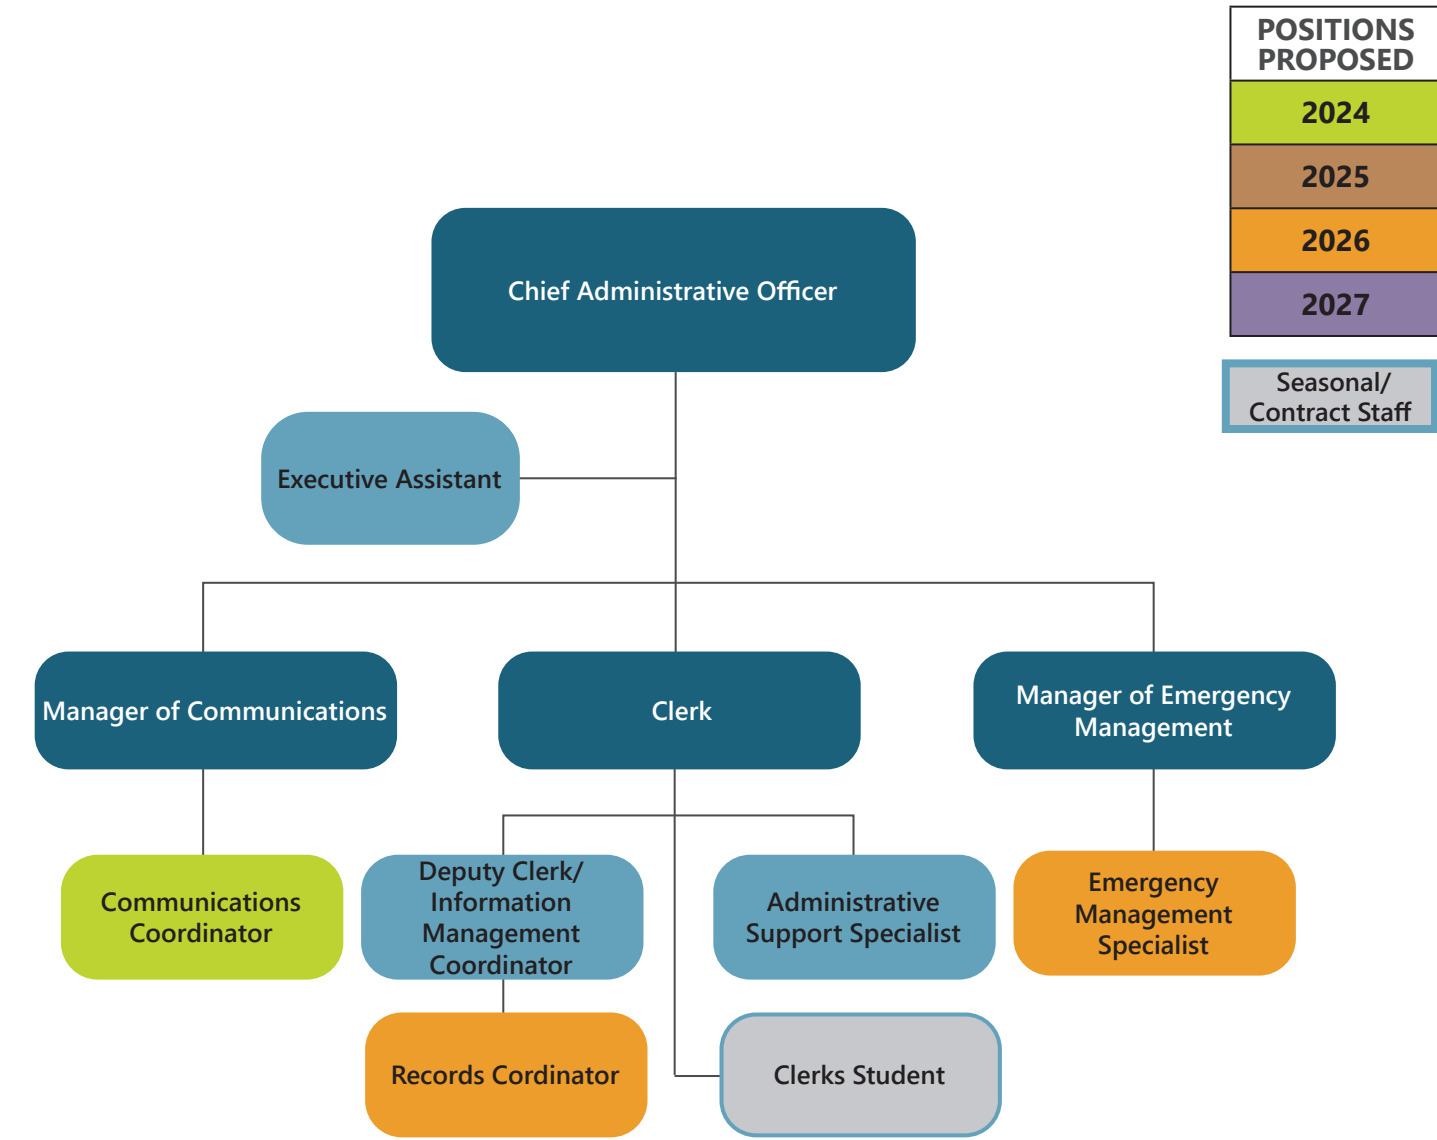 POSITIONS
PROPOSED
2024
2025
2026
2027
Seasonal/
Contract Staff
Chief Administrative Officer
Executive Assistant
Manager of Communications
Clerk
Manager of Emergency
Management
Communications
Coordinator
Deputy Clerk/
Information
Management
Coordinator
Administrative
Support Specialist
Emergency
Management
Specialist
Records Cordinator
Clerks Student